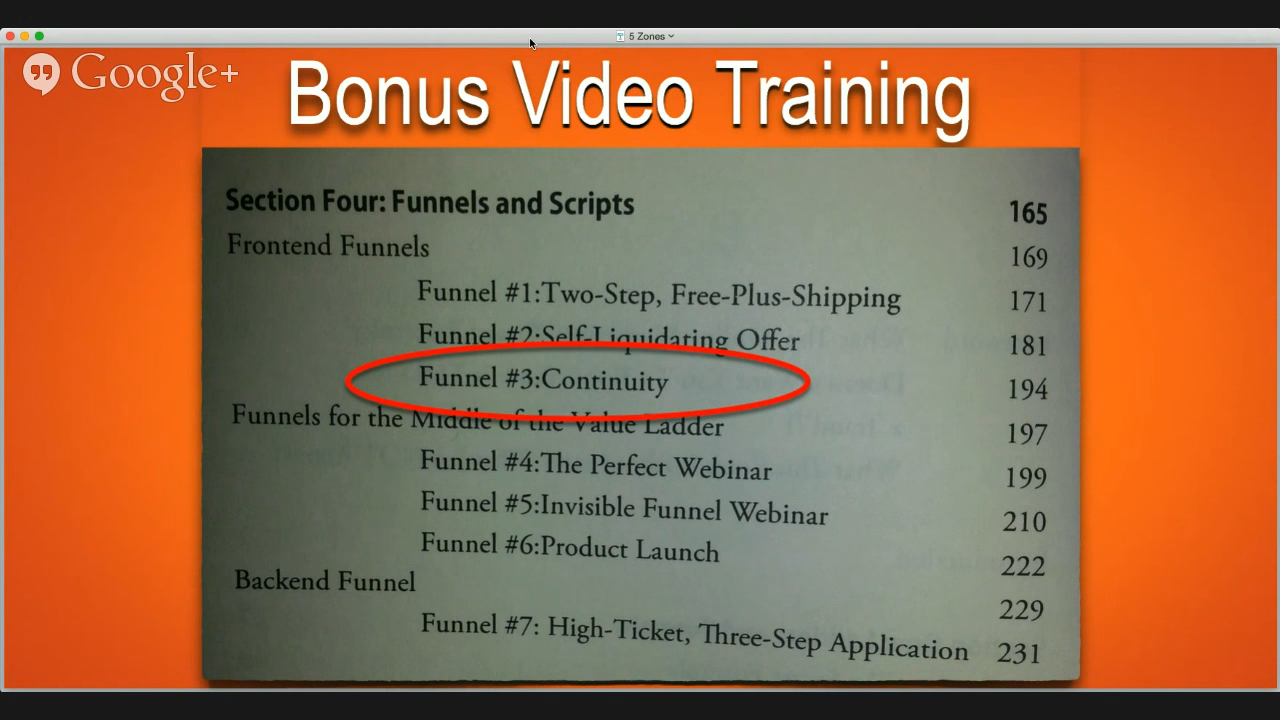 5 Zones
Google+
Bonus Video Training
Section Four: Funnels and Scripts 165
Frontend Funnels 169
Funnel #1:Two-Step, Free-Plus-Shipping 171
Funnel #2:Self-Liquidating Offer 181
Funnel #3:Continuity 194
Funnels for the Middle of the Value Ladder 197
Funnel #4:The Perfect Webinar 199
Funnel #5:Invisible Funnel Webinar 210
Funnel #6:Product Launch 222
Backend Funnel 229
Funnel #7: High-Ticket, Three-Step Application 231